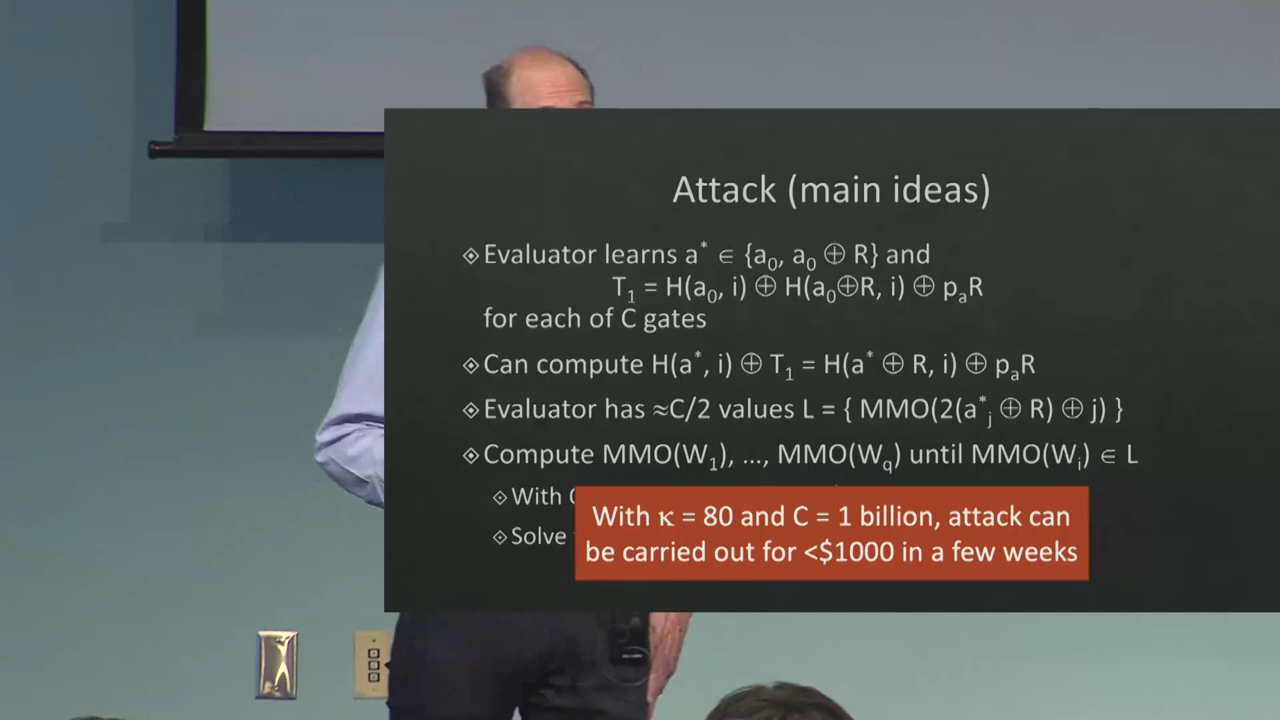 Attack (main ideas)
Evaluator learns a* ∈ {a₀, a₀ ⊕ R} and
T₁ = H(a₀, i) ⊕ H(a₀⊕R, i) ⊕ pₐR
for each of C gates
Can compute H(a*, i) ⊕ T₁ = H(a* ⊕ R, i) ⊕ pₐR
Evaluator has ≈C/2 values L = { MMO(2(a*ⱼ ⊕ R) ⊕ j) }
Compute MMO(W₁), …, MMO(W_q) until MMO(Wᵢ) ∈ L
With
Solve
With κ = 80 and C = 1 billion, attack can
be carried out for <$1000 in a few weeks